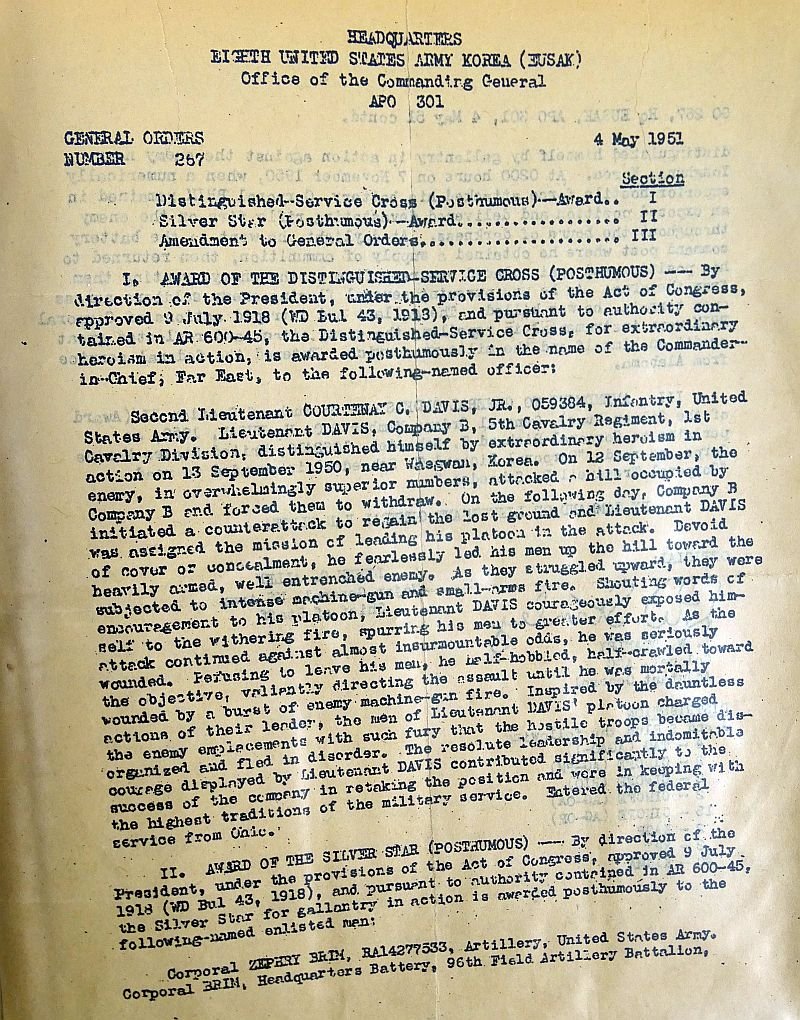 HEADQUARTERS
EIGHTH UNITED STATES ARMY KOREA (EUSAK)
Office of the Commanding General
APO 301
GENERAL ORDERS
NUMBER 267
4 May 1951
Section
Distinguished-Service Cross (Posthumous)--Award.. I
Silver Star (Posthumous)--Award.................... II
Amendment to General Orders....................... III
I. AWARD OF THE DISTINGUISHED-SERVICE CROSS (POSTHUMOUS) --- By
direction of the President, under the provisions of the Act of Congress,
approved 9 July 1918 (WD Bul 43, 1918), and pursuant to authority con-
tained in AR 600-45, the Distinguished-Service Cross, for extraordinary
heroism in action, is awarded posthumously in the name of the Commander-
in-Chief, Far East, to the following-named officer:
Second Lieutenant COURTENAY C. DAVIS, JR., O59384, Infantry, United
States Army. Lieutenant DAVIS, Company B, 5th Cavalry Regiment, 1st
Cavalry Division, distinguished himself by extraordinary heroism in
action on 13 September 1950, near Waegwan, Korea. On 12 September, the
enemy, in overwhelmingly superior numbers, attacked a hill occupied by
Company B and forced them to withdraw. On the following day, Company B
initiated a counterattack to regain the lost ground and Lieutenant DAVIS
was assigned the mission of leading his platoon in the attack. Devoid
of cover or concealment, he fearlessly led his men up the hill toward the
heavily armed, well entrenched enemy. As they struggled upward, they were
subjected to intense machine-gun and small-arms fire. Shouting words of
encouragement to his platoon, Lieutenant DAVIS courageously exposed him-
self to the withering fire, spurring his men to greater effort. As the
attack continued against almost insurmountable odds, he was seriously
wounded. Refusing to leave his men, he half-hobbled, half-crawled toward
the objective, valiantly directing the assault until he was mortally
wounded by a burst of enemy machine-gun fire. Inspired by the dauntless
actions of their leader, the men of Lieutenant DAVIS' platoon charged
the enemy emplacements with such fury that the hostile troops became dis-
organized and fled in disorder. The resolute leadership and indomitable
courage displayed by Lieutenant DAVIS contributed significantly to the
success of the company in retaking the position and were in keeping with
the highest traditions of the military service. Entered the federal
service from Ohio.
II. AWARD OF THE SILVER STAR (POSTHUMOUS) --- By direction of the
President, under the provisions of the Act of Congress, approved 9 July
1918 (WD Bul 43, 1918), and pursuant to authority contained in AR 600-45,
the Silver Star for gallantry in action is awarded posthumously to the
following-named enlisted men:
Corporal ZEPHRY BRIM, RA14277533, Artillery, United States Army.
Corporal BRIM, Headquarters Battery, 96th Field Artillery Battalion,